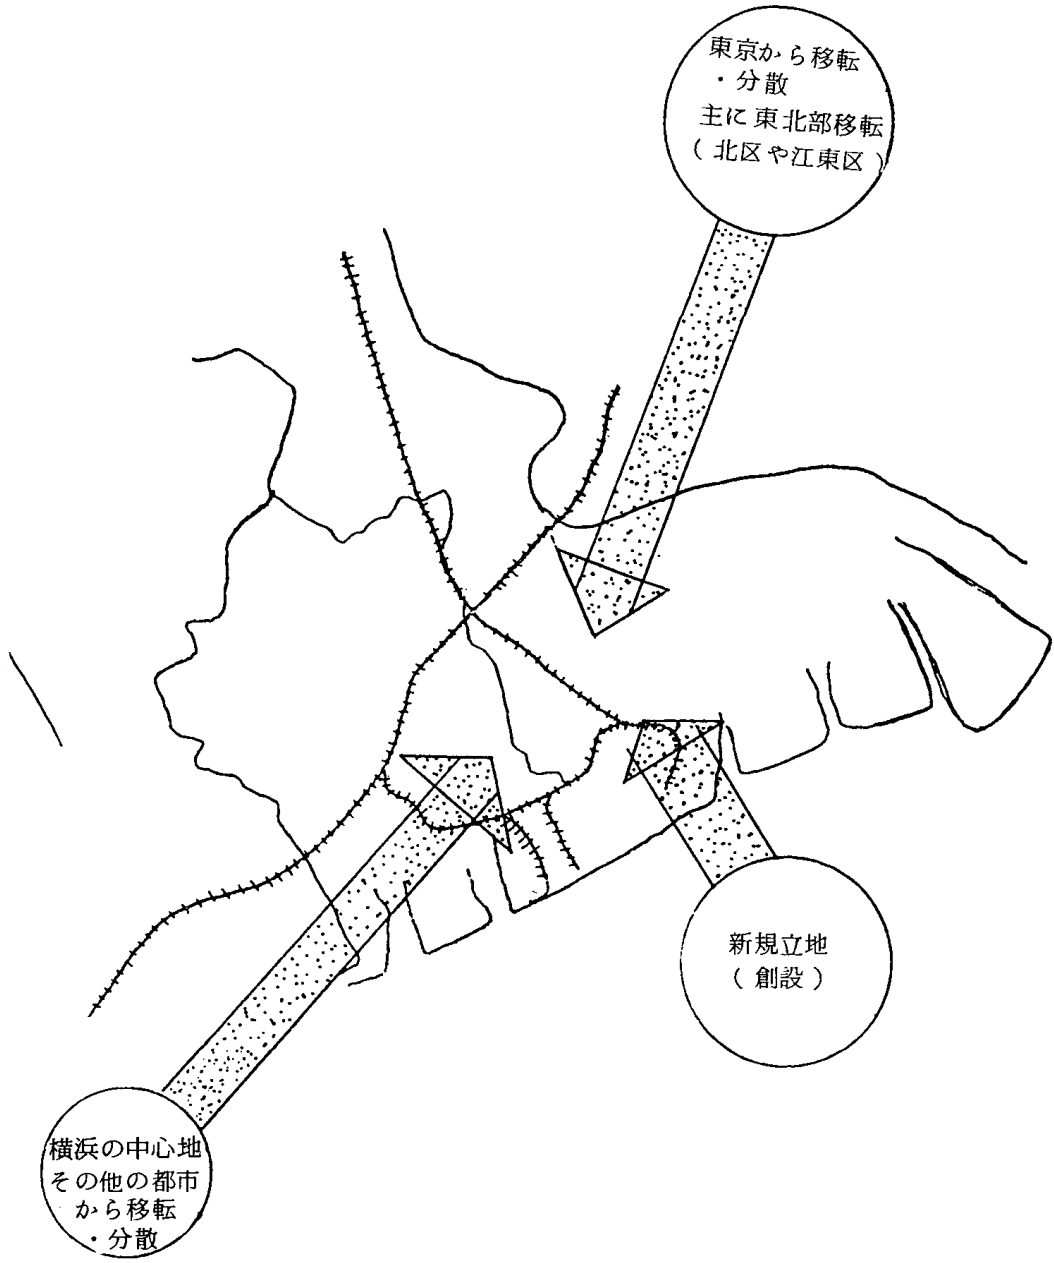 東京から移転
・分散
主に東北部移転
(北区や江東区)
新規立地
(創設)
横浜の中心地
その他の都市
から移転
・分散